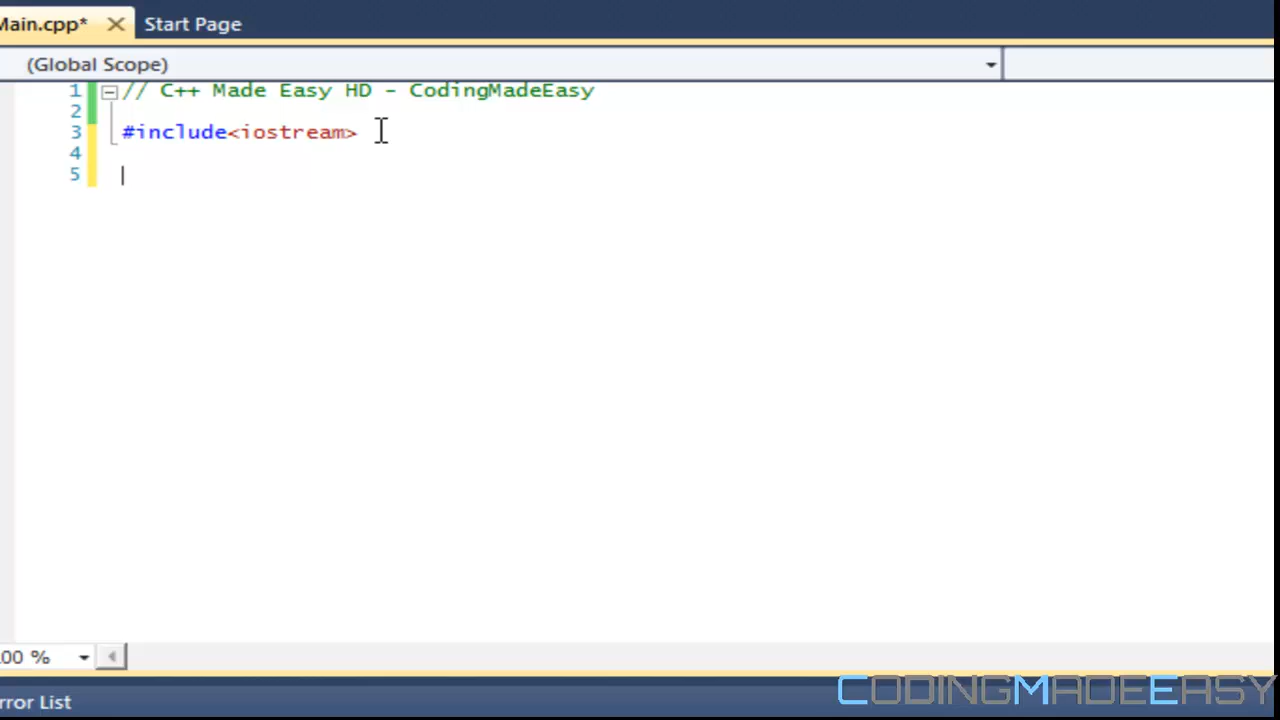 Main.cpp* Start Page
(Global Scope)
1 // C++ Made Easy HD - CodingMadeEasy
2
3 #include<iostream>
4
5
00 %
rror List
CODINGMADEEASY